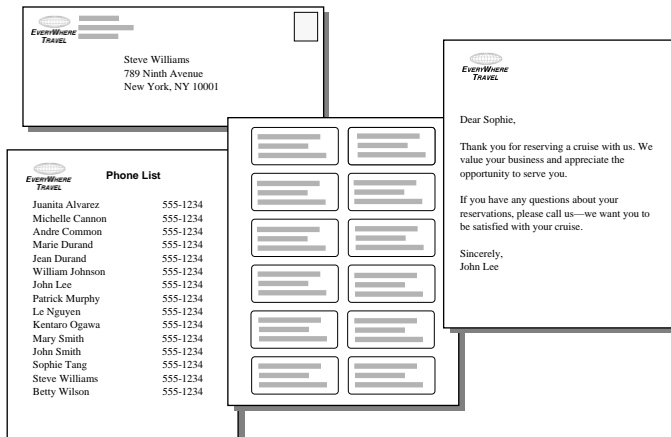 EVERYWHERE
TRAVEL
Steve Williams
789 Ninth Avenue
New York, NY 10001
EVERYWHERE
TRAVEL
Phone List
Juanita Alvarez 555-1234
Michelle Cannon 555-1234
Andre Common 555-1234
Marie Durand 555-1234
Jean Durand 555-1234
William Johnson 555-1234
John Lee 555-1234
Patrick Murphy 555-1234
Le Nguyen 555-1234
Kentaro Ogawa 555-1234
Mary Smith 555-1234
John Smith 555-1234
Sophie Tang 555-1234
Steve Williams 555-1234
Betty Wilson 555-1234
EVERYWHERE
TRAVEL
Dear Sophie,
Thank you for reserving a cruise with us. We
value your business and appreciate the
opportunity to serve you.
If you have any questions about your
reservations, please call us—we want you to
be satisfied with your cruise.
Sincerely,
John Lee